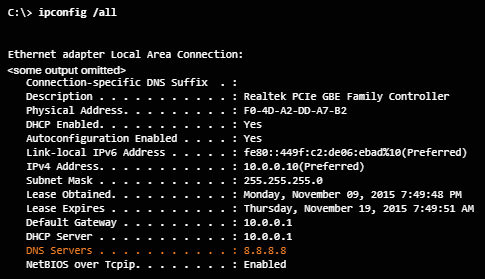 C:\> ipconfig /all
Ethernet adapter Local Area Connection:
<some output omitted>
Connection-specific DNS Suffix . :
Description . . . . . . . . . . . : Realtek PCIe GBE Family Controller
Physical Address. . . . . . . . . : F0-4D-A2-DD-A7-B2
DHCP Enabled. . . . . . . . . . . : Yes
Autoconfiguration Enabled . . . . : Yes
Link-local IPv6 Address . . . . . : fe80::449f:c2:de06:ebad%10(Preferred)
IPv4 Address. . . . . . . . . . . : 10.0.0.10(Preferred)
Subnet Mask . . . . . . . . . . . : 255.255.255.0
Lease Obtained. . . . . . . . . . : Monday, November 09, 2015 7:49:48 PM
Lease Expires . . . . . . . . . . : Thursday, November 19, 2015 7:49:51 AM
Default Gateway . . . . . . . . . : 10.0.0.1
DHCP Server . . . . . . . . . . . : 10.0.0.1
DNS Servers . . . . . . . . . . . : 8.8.8.8
NetBIOS over Tcpip. . . . . . . . : Enabled